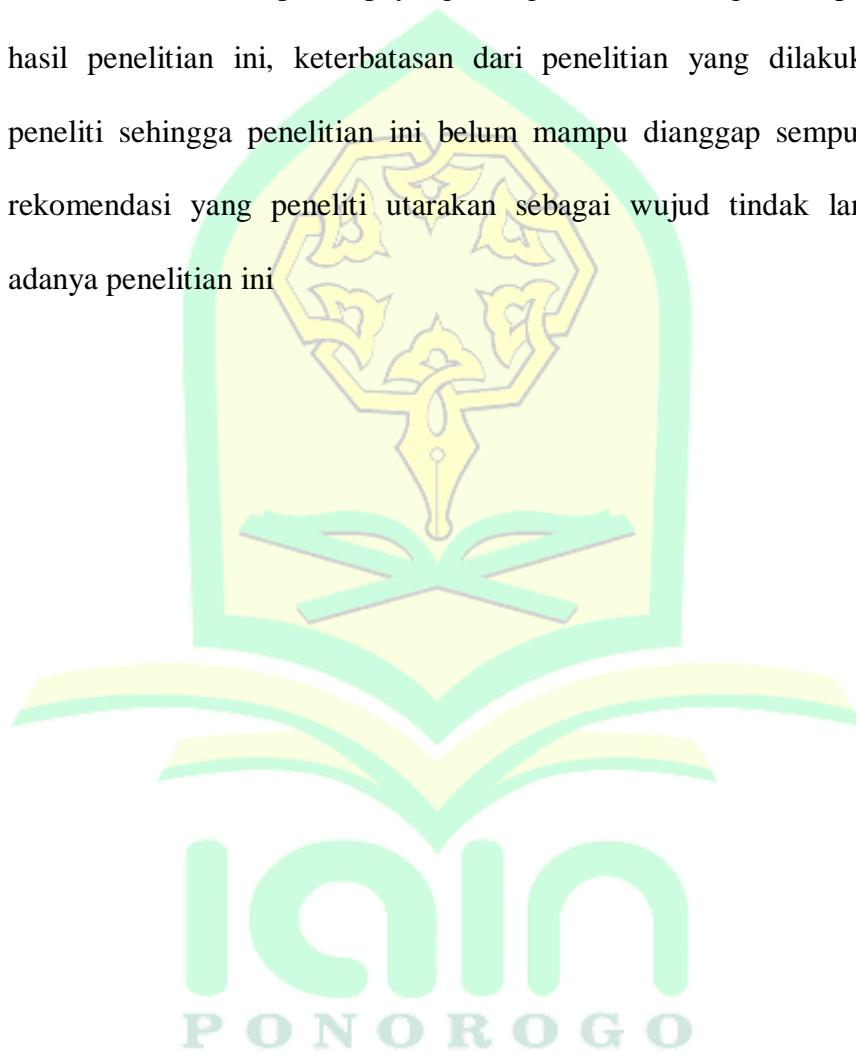 hasil penelitian ini, keterbatasan dari penelitian yang
peneliti sehingga penelitian ini belum mampu dianggap
rekomendasi yang peneliti utarakan sebagai wujud tindak
adanya penelitian ini
iain
PONOROGO